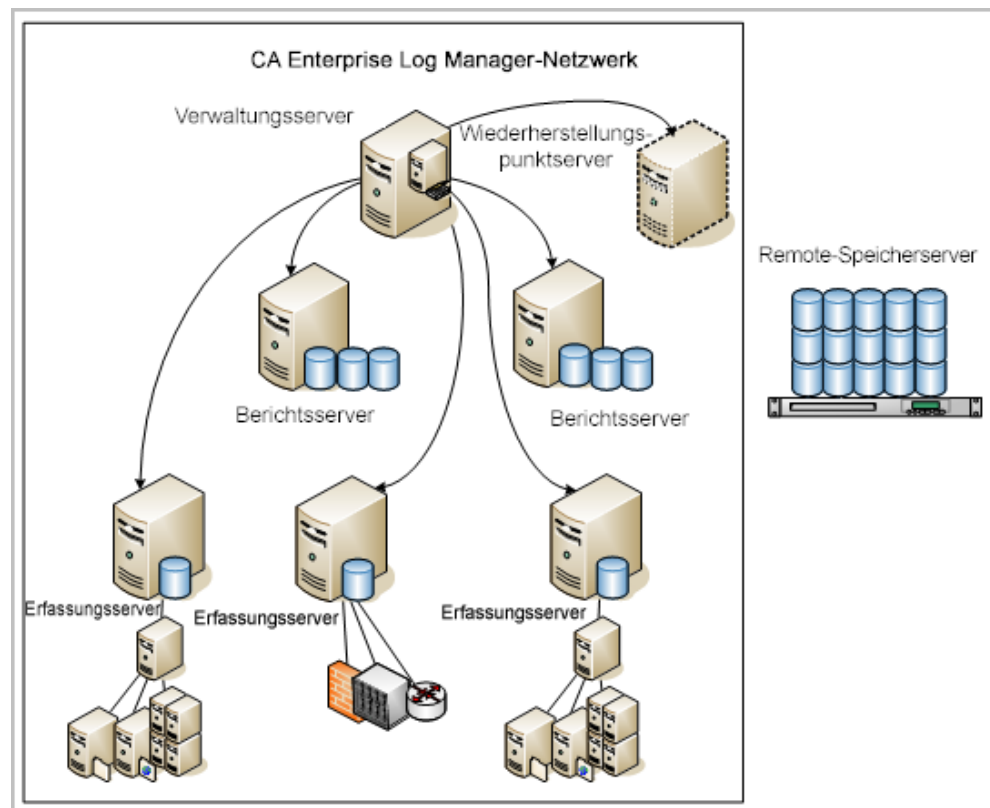 CA Enterprise Log Manager-Netzwerk
Verwaltungsserver
Wiederherstellungs-
punktserver
Remote-Speicherserver
Berichtsserver
Berichtsserver
Erfassungsserver
Erfassungsserver
Erfassungsserver